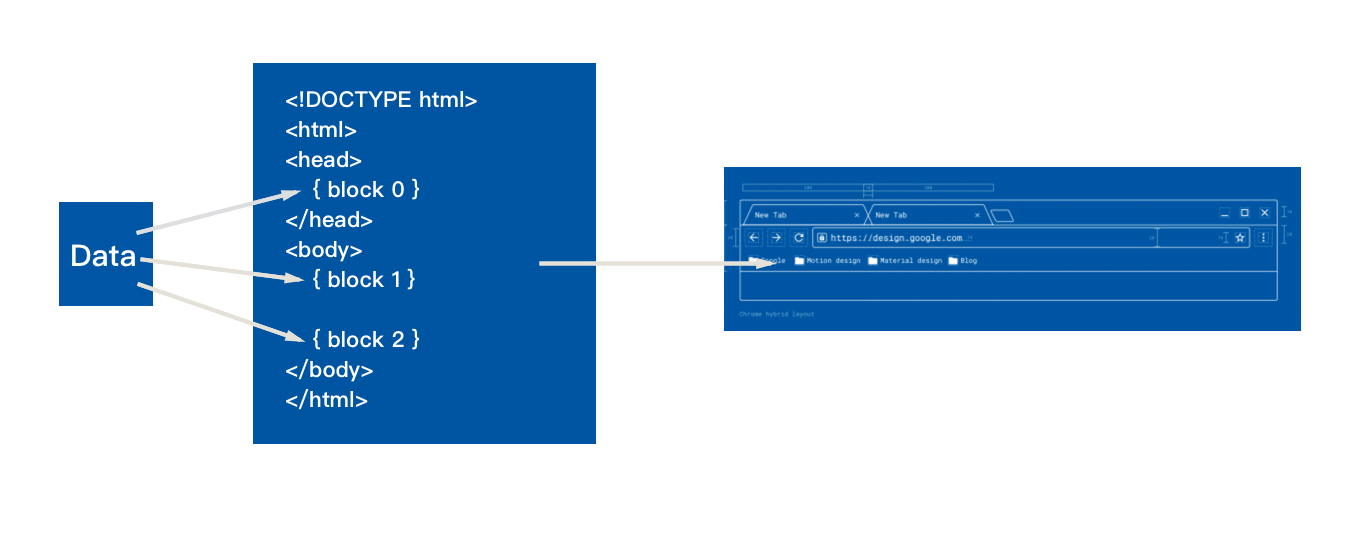 Data
<!DOCTYPE html>
<html>
<head>
{ block 0 }
</head>
<body>
{ block 1 }
{ block 2 }
</body>
</html>
New Tab
New Tab
https://design.google.com
Google Motion design Material design Blog
Chrome hybrid layout